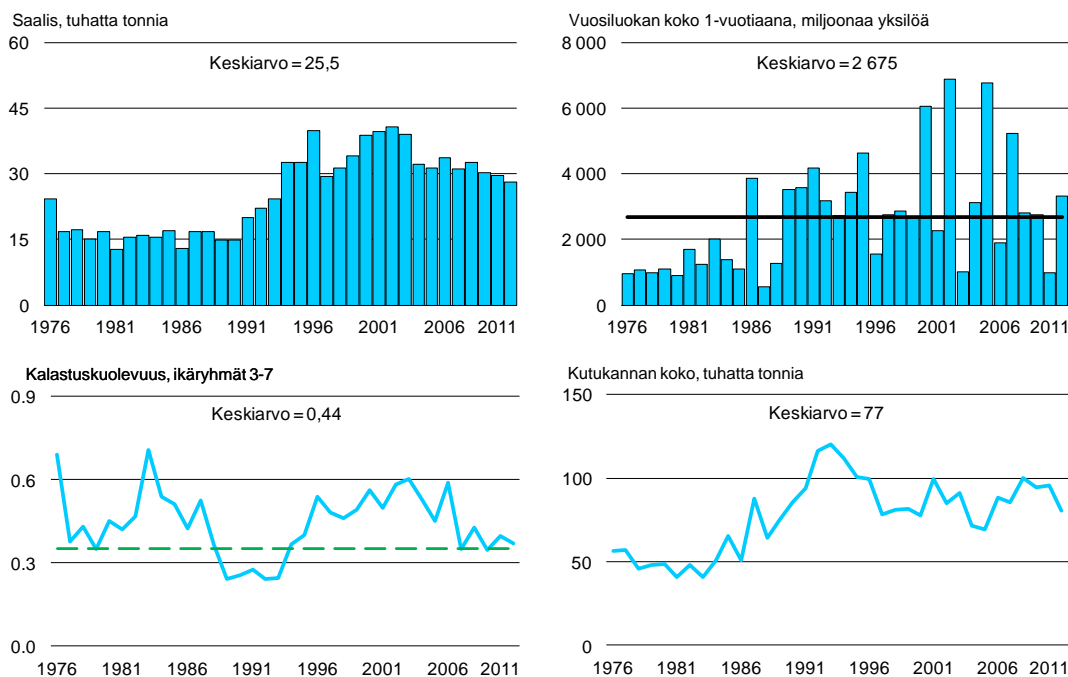 Saalis, tuhatta tonnia
60
Keskiarvo = 25,5
45
30
15
0
1976 1981 1986 1991 1996 2001 2006 2011
Vuosiluokan koko 1-vuotiaana, miljoonaa yksilöä
8 000
Keskiarvo = 2 675
6 000
4 000
2 000
0
1976 1981 1986 1991 1996 2001 2006 2011
Kalastuskuolevuus, ikäryhmät 3-7
0.9
Keskiarvo = 0,44
0.6
0.3
0.0
1976 1981 1986 1991 1996 2001 2006 2011
Kutukannan koko, tuhatta tonnia
150
Keskiarvo = 77
100
50
0
1976 1981 1986 1991 1996 2001 2006 2011